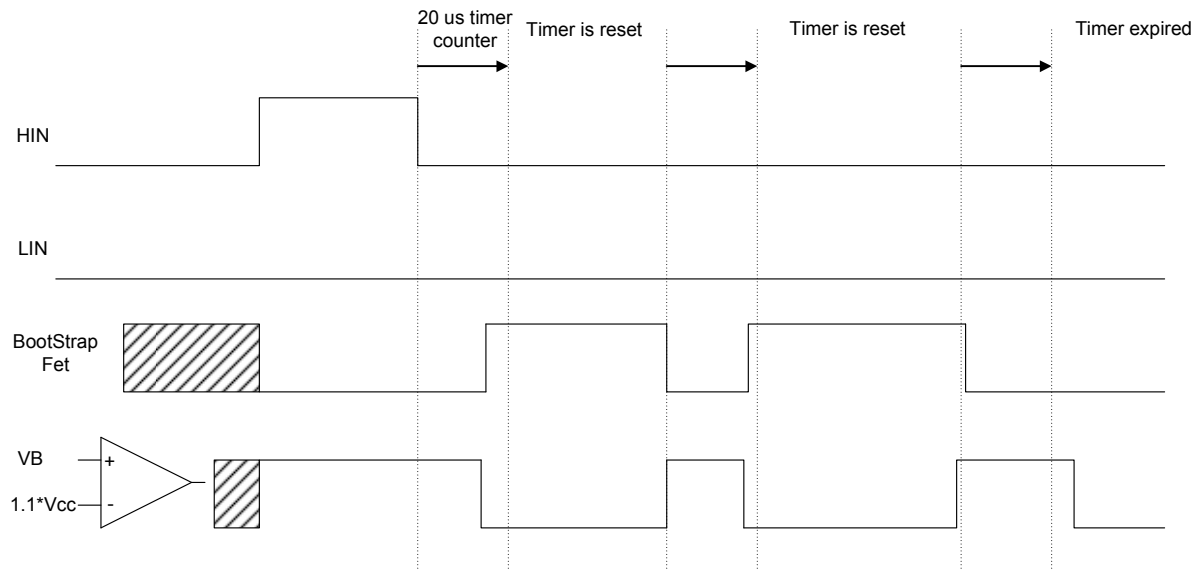 20 us timer
counter
Timer is reset
Timer is reset
Timer expired
HIN
LIN
BootStrap
Fet
VB
+
1.1*Vcc
-